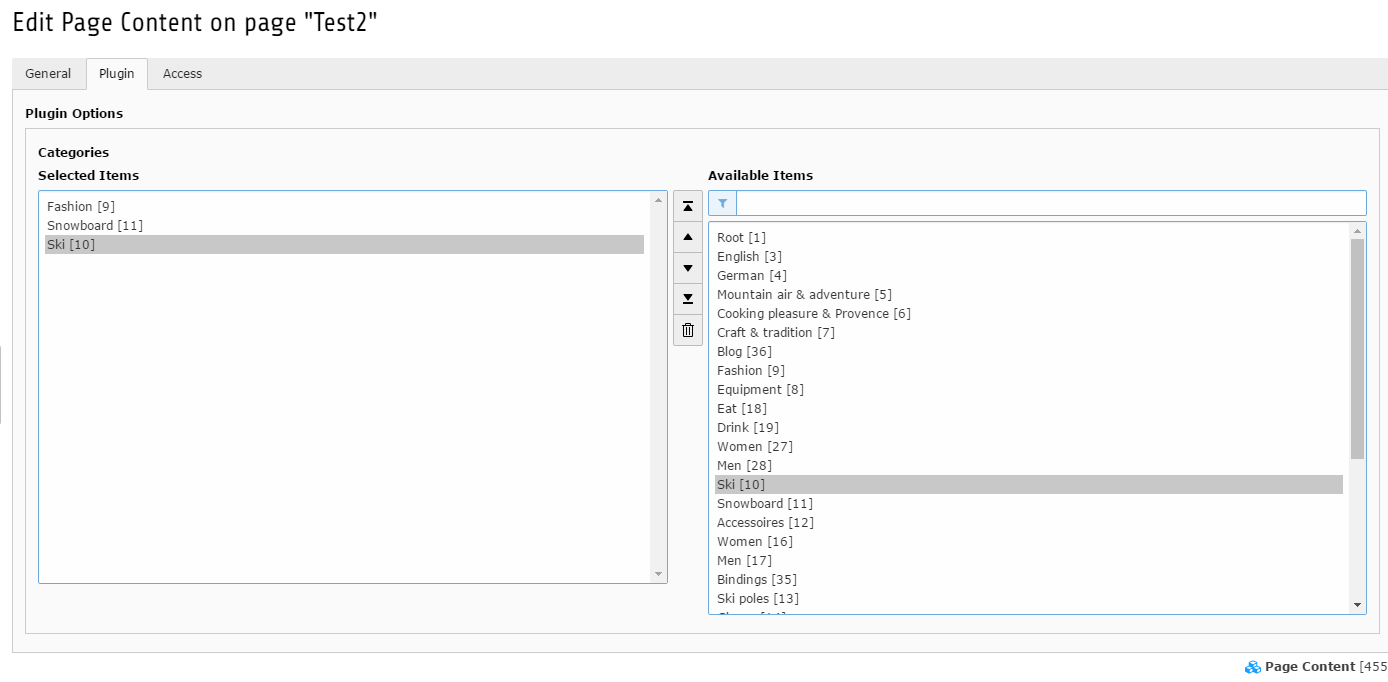 Edit Page Content on page "Test2"
General Plugin Access
Plugin Options
Categories
Selected Items
Fashion [9]
Snowboard [11]
Ski [10]
Available Items
Root [1]
English [3]
German [4]
Mountain air & adventure [5]
Cooking pleasure & Provence [6]
Craft & tradition [7]
Blog [36]
Fashion [9]
Equipment [8]
Eat [18]
Drink [19]
Women [27]
Men [28]
Ski [10]
Snowboard [11]
Accessoires [12]
Women [16]
Men [17]
Bindings [35]
Ski poles [13]
Page Content [455